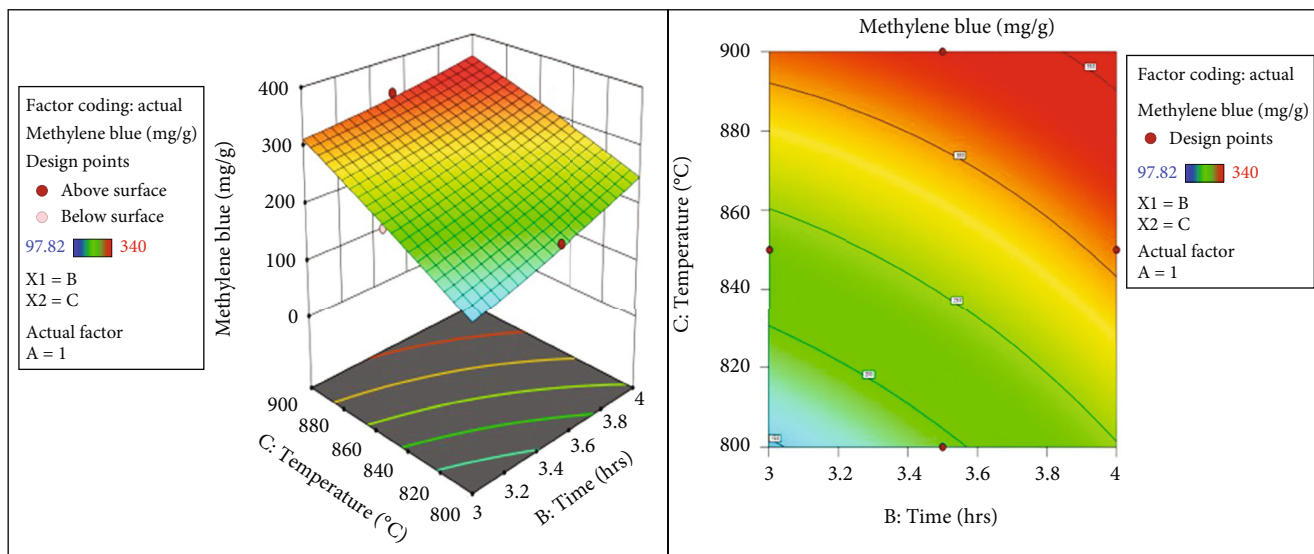 Factor coding: actual
Methylene blue (mg/g)
Design points
Above surface
Below surface
97.82 340
X1 = B
X2 = C
Actual factor
A = 1
Methylene blue (mg/g)
400
300
200
100
0
900
880
860
840
820
800
C: Temperature (°C)
3
3.2
3.4
3.6
3.8
4
B: Time (hrs)
Methylene blue (mg/g)
C: Temperature (°C)
900
880
860
840
820
800
3 3.2 3.4 3.6 3.8 4
B: Time (hrs)
Factor coding: actual
Methylene blue (mg/g)
Design points
97.82 340
X1 = B
X2 = C
Actual factor
A = 1